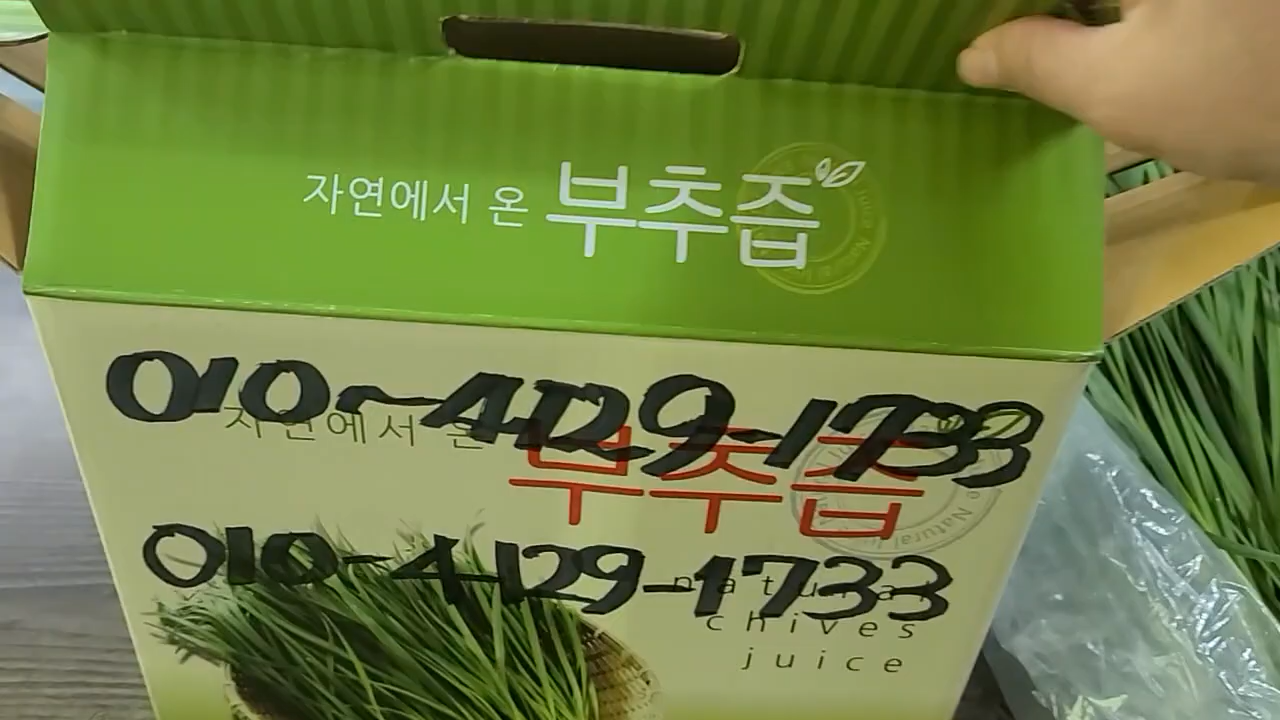 자연에서 온 부추즙
010-4129-1733
자연에서 온 부추즙
010-4129-1733
natural
chives
juice